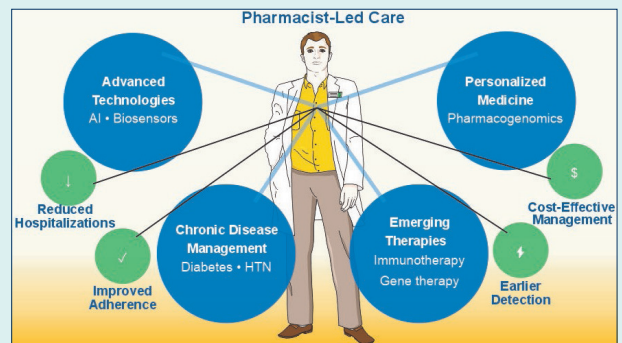 Pharmacist-Led Care
Advanced
Technologies
AI • Biosensors
Personalized
Medicine
Pharmacogenomics
↓
Reduced
Hospitalizations
$
Cost-Effective
Management
Chronic Disease
Management
Diabetes • HTN
Emerging
Therapies
Immunotherapy
Gene therapy
✓
Improved
Adherence
Earlier
Detection